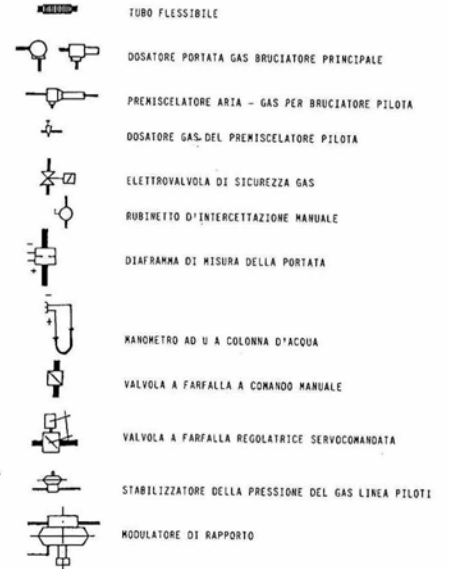 TUBO FLESSIBILE
DOSATORE PORTATA GAS BRUCIATORE PRINCIPALE
PREMISCELATORE ARIA - GAS PER BRUCIATORE PILOTA
DOSATORE GAS DEL PREMISCELATORE PILOTA
ELETTROVALVOLA DI SICUREZZA GAS
RUBINETTO D'INTERCETTAZIONE MANUALE
DIAFRAMMA DI MISURA DELLA PORTATA
MANOMETRO AD U A COLONNA D'ACQUA
VALVOLA A FARFALLA A COMANDO MANUALE
VALVOLA A FARFALLA REGOLATRICE SERVOCOMANDATA
STABILIZZATORE DELLA PRESSIONE DEL GAS LINEA PILOTI
MODULATORE DI RAPPORTO